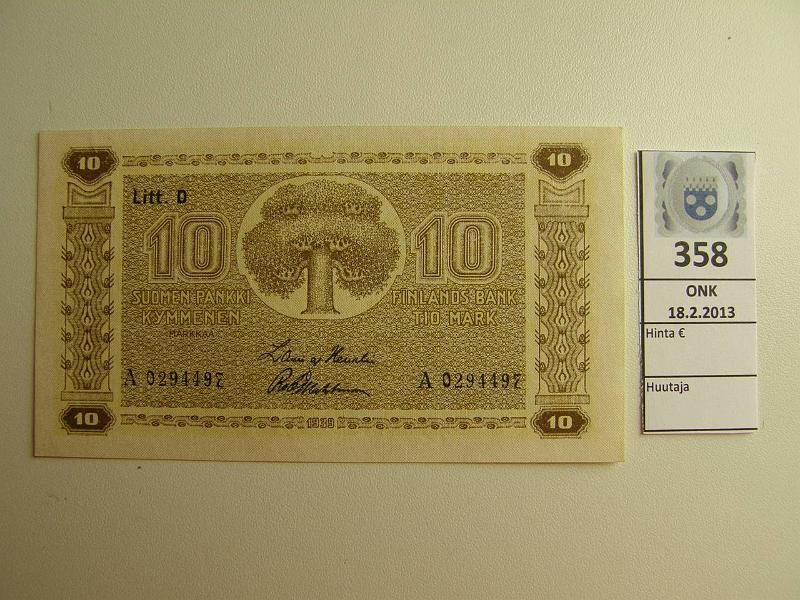 10 10
Litt. D
10 10
SUOMEN PANKKI FINLANDS BANK
KYMMENEN TIO MARK
MARKKAA
A 0294497 A 0294497
10 1939 10
358
ONK
18.2.2013
Hinta €
Huutaja